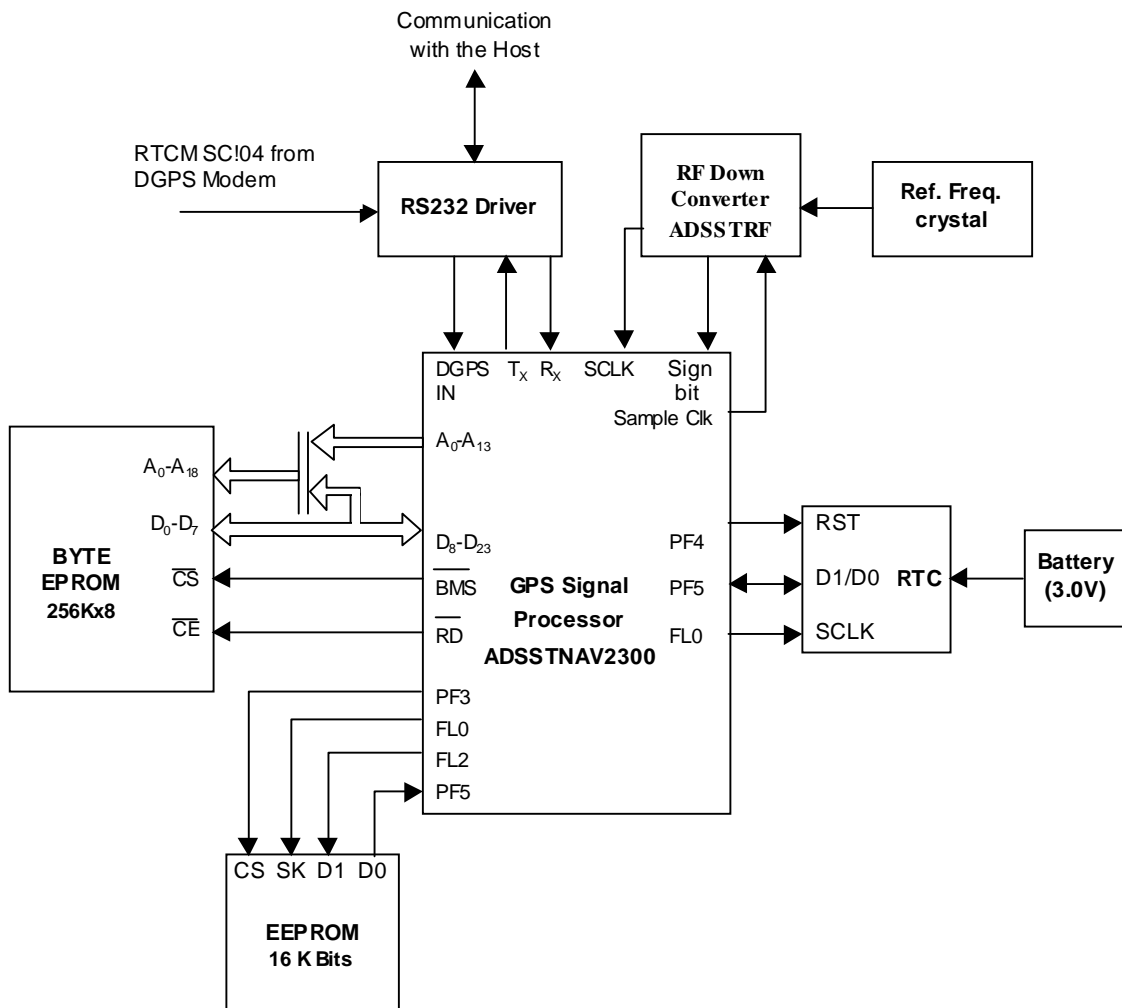 Communication
with the Host
RTCM SC!04 from
DGPS Modem
RS232 Driver
RF Down
Converter
ADSSTRF
Ref. Freq.
crystal
DGPS
IN
TX
RX
SCLK
Sign
bit
Sample Clk
A0-A13
A0-A18
D0-D7
D8-D23
BYTE
EPROM
256Kx8
CS
CE
BMS
RD
GPS Signal
Processor
ADSSTNAV2300
PF4
PF5
FL0
RST
D1/D0
RTC
SCLK
Battery
(3.0V)
PF3
FL0
FL2
PF5
CS SK D1 D0
EEPROM
16 K Bits